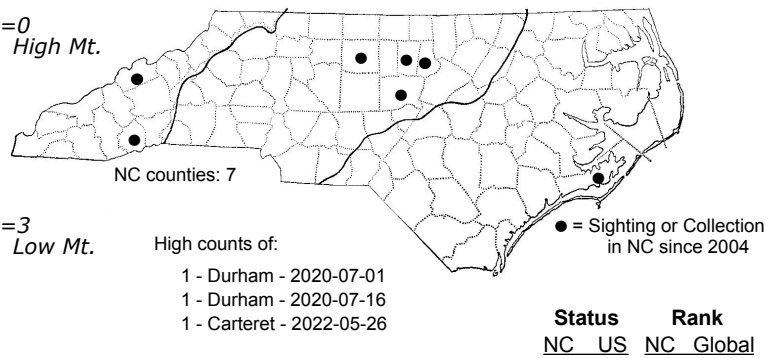 =0
High Mt.
NC counties: 7
=3
Low Mt.
High counts of:
1 - Durham - 2020-07-01
1 - Durham - 2020-07-16
1 - Carteret - 2022-05-26
● = Sighting or Collection
in NC since 2004
Status Rank
NC US NC Global